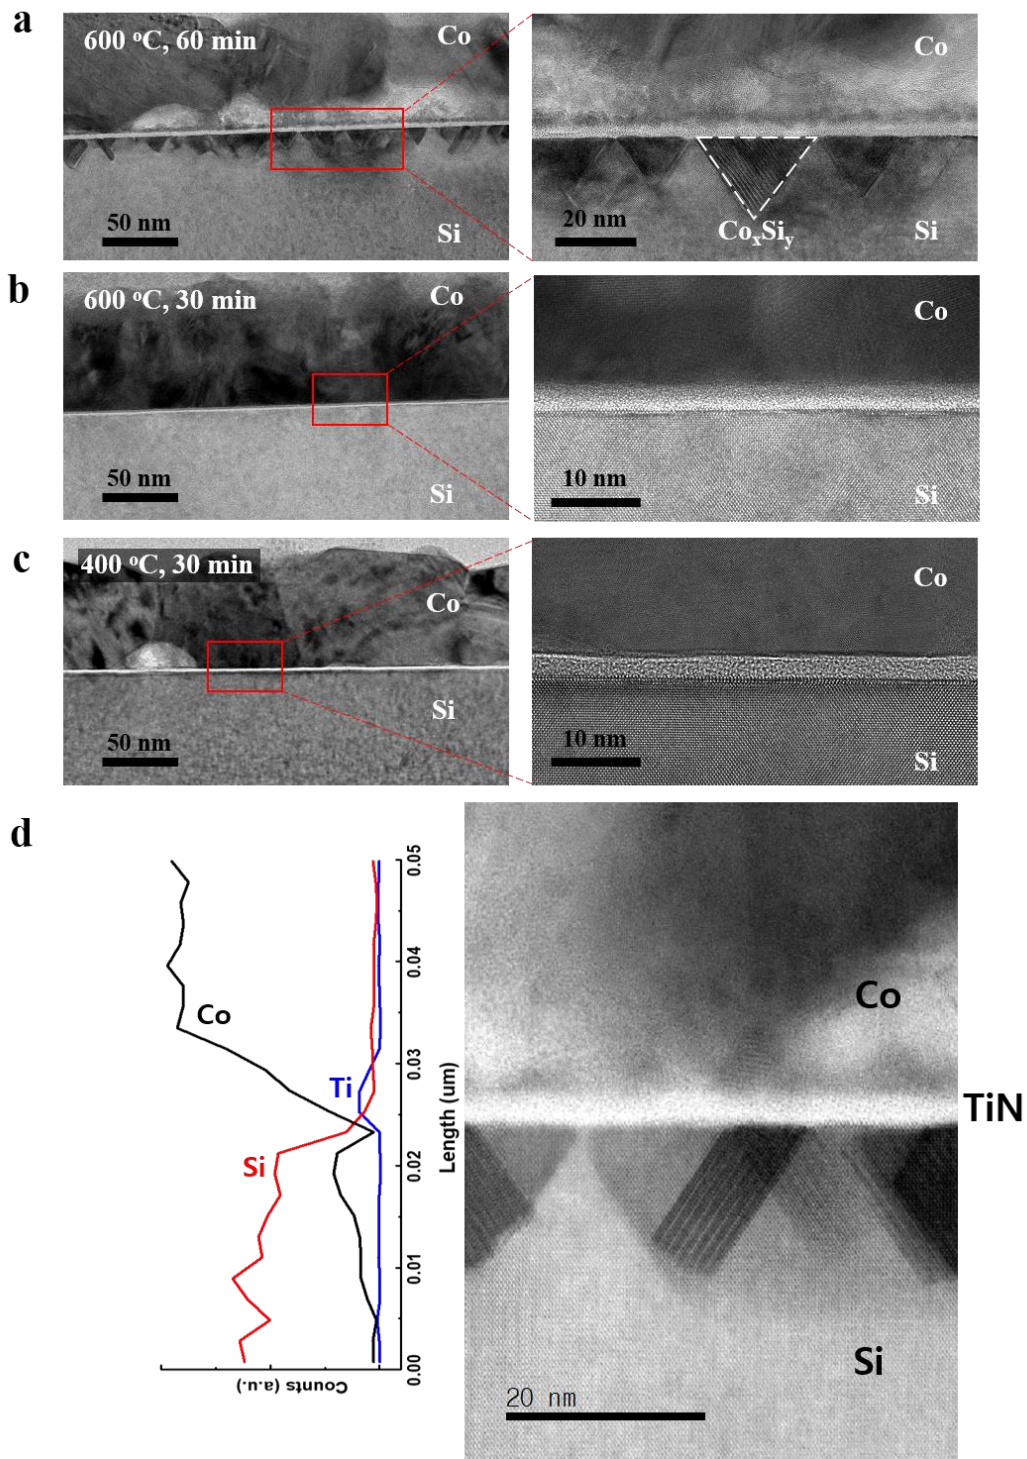 a
600 °C, 60 min
Co
50 nm
Si
Co
20 nm
CoxSiy
Si
b
600 °C, 30 min
Co
50 nm
Si
Co
10 nm
Si
c
400 °C, 30 min
Co
50 nm
Si
Co
10 nm
Si
d
Co
Ti
Si
0.05
0.04
0.03
0.02
0.01
0.00
Length (um)
Counts (a.u.)
Co
TiN
Si
20 nm